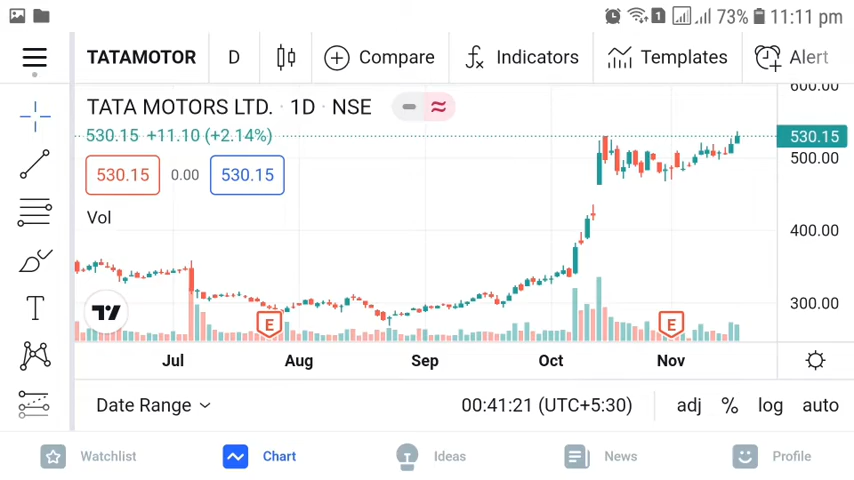 1 73% 11:11 pm
TATAMOTOR D Compare Indicators Templates Alert
TATA MOTORS LTD. · 1D · NSE
530.15 +11.10 (+2.14%)
530.15 0.00 530.15
Vol
600.00
530.15
500.00
400.00
300.00
E E
Jul Aug Sep Oct Nov
Date Range 00:41:21 (UTC+5:30) adj % log auto
Watchlist Chart Ideas News Profile